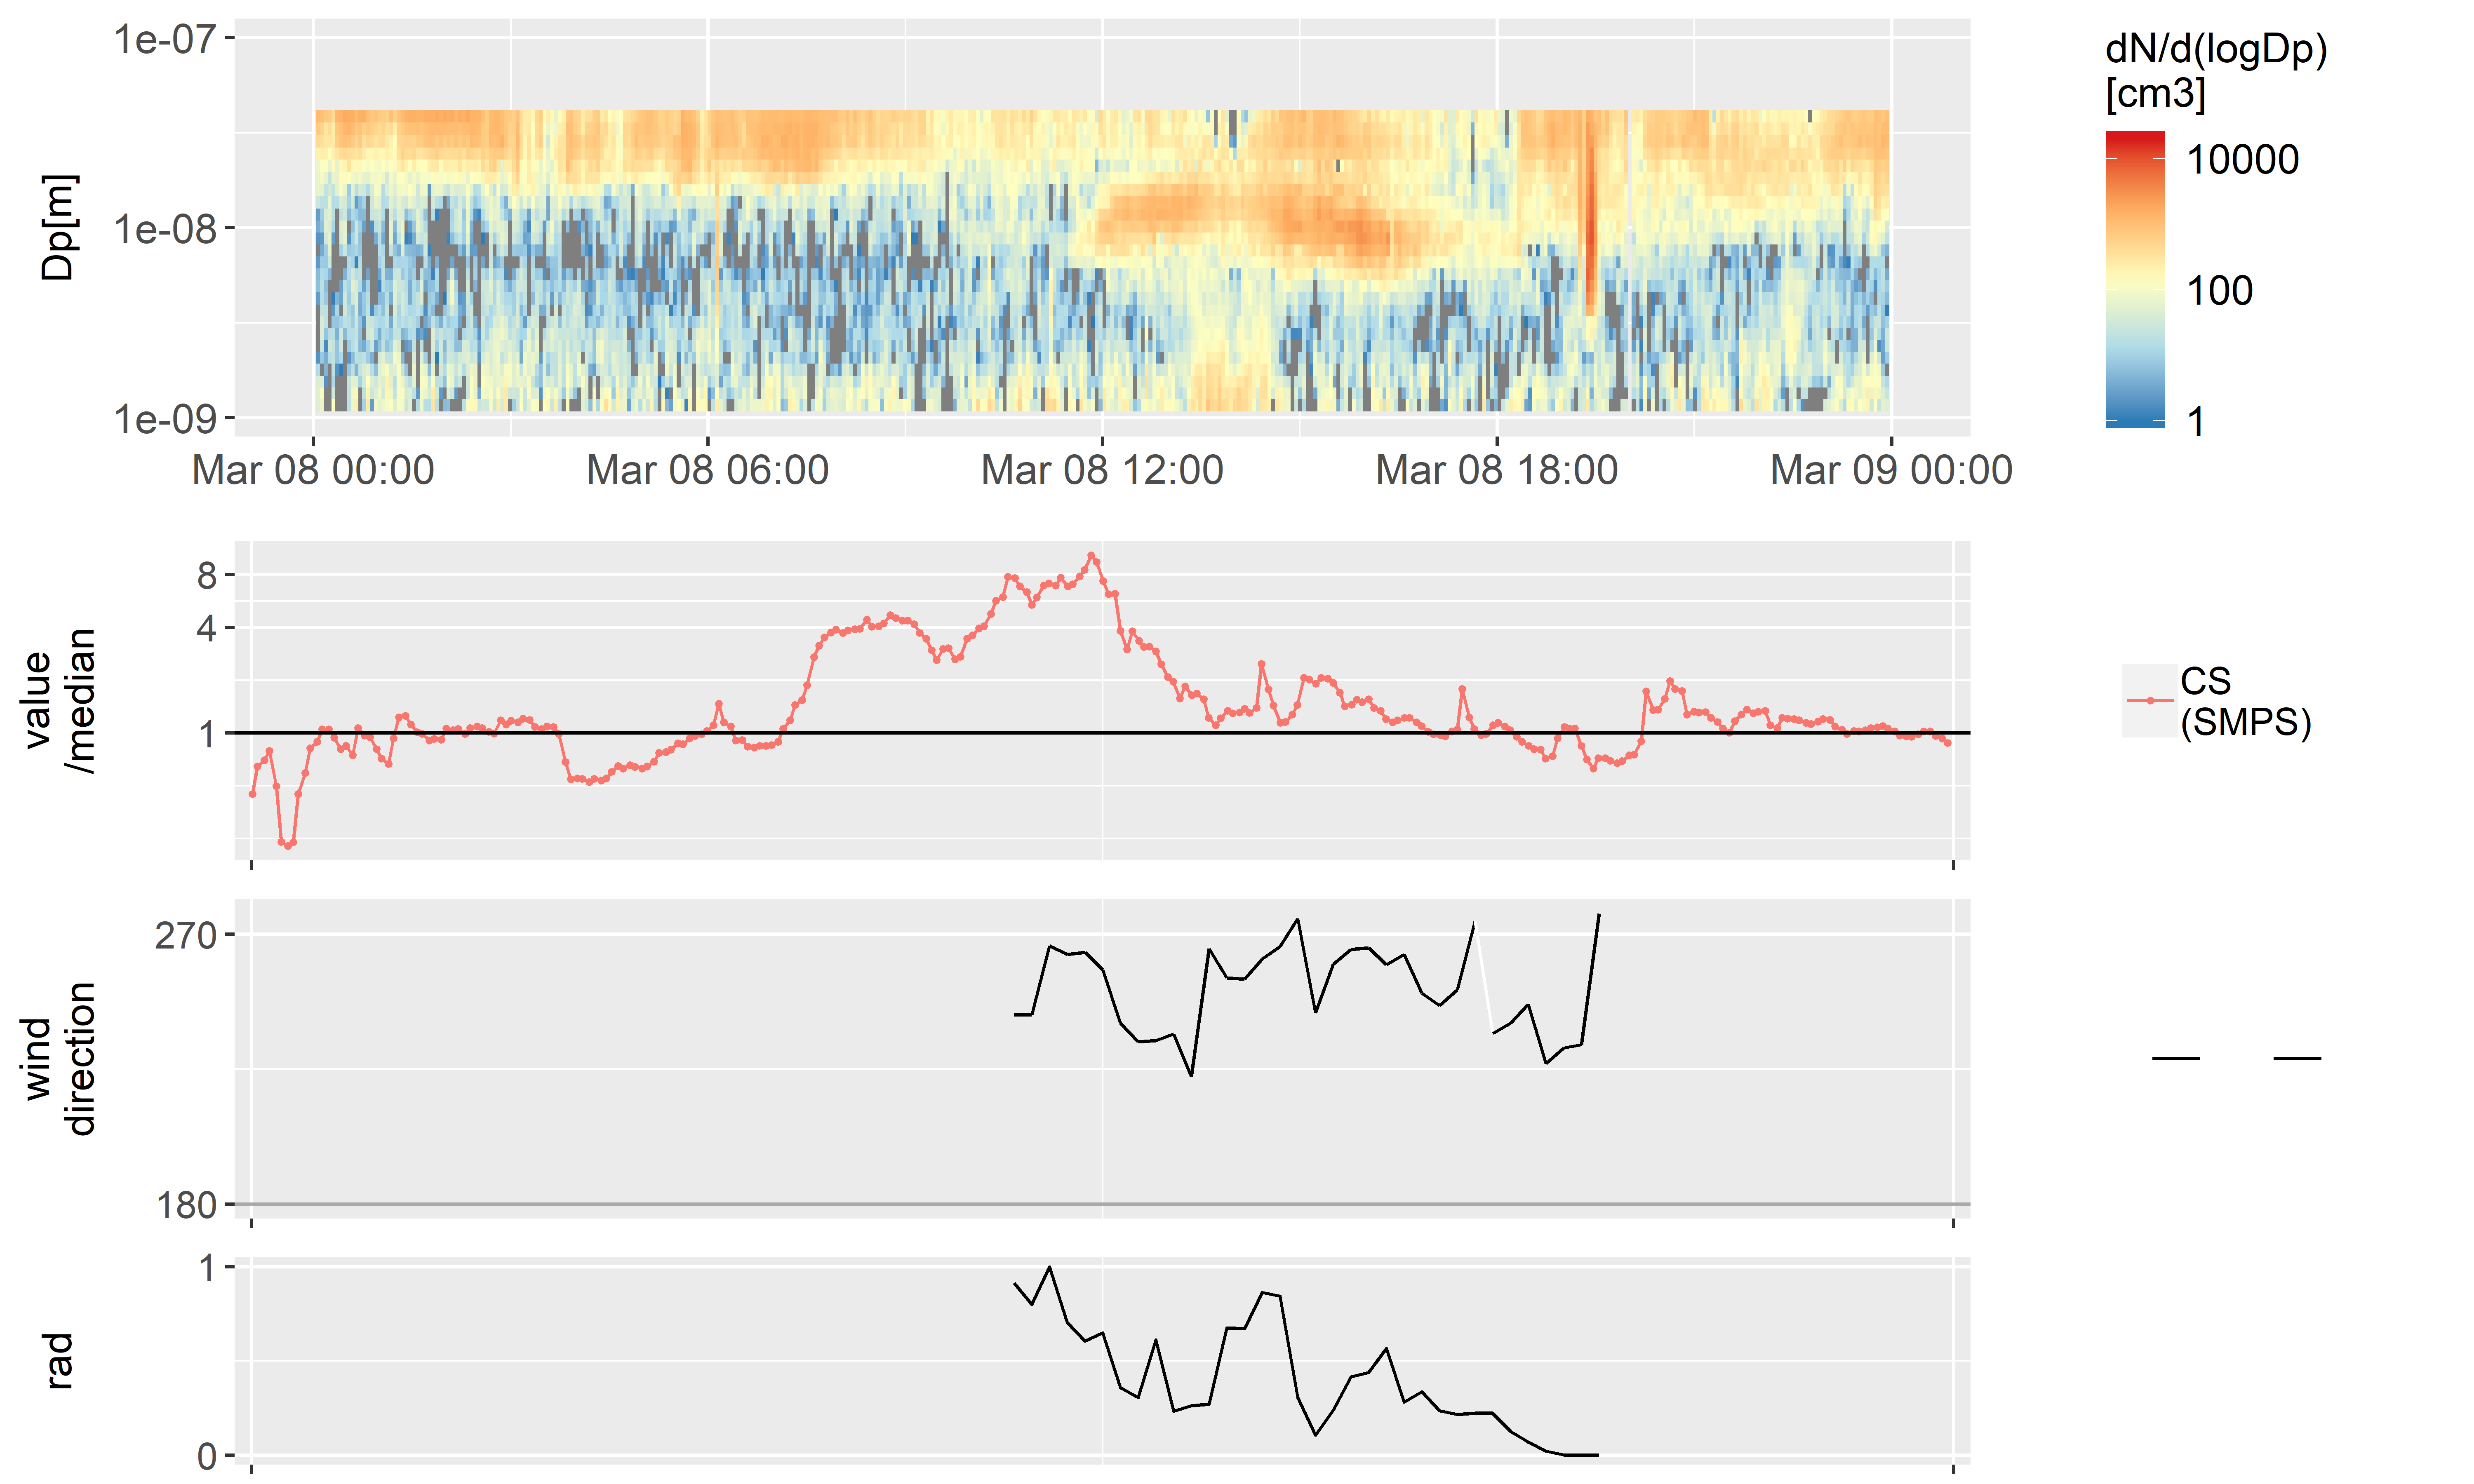 1e-07
1e-08
1e-09
Dp[m]
Mar 08 00:00
Mar 08 06:00
Mar 08 12:00
Mar 08 18:00
Mar 09 00:00
dN/d(logDp)
[cm3]
10000
100
1
8
4
1
value
/median
CS
(SMPS)
270
180
wind
direction
1
0
rad